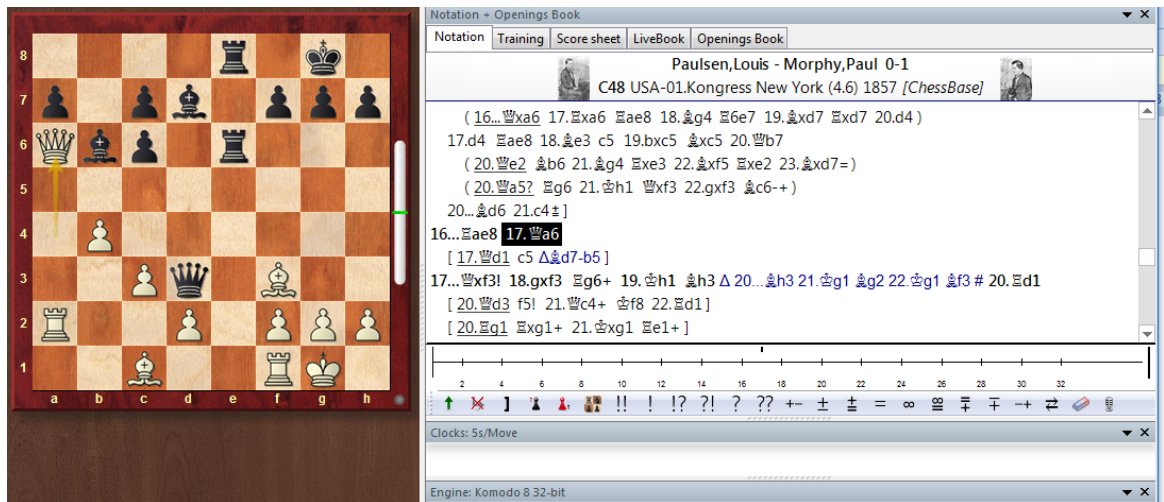 Notation + Openings Book
Notation Training Score sheet LiveBook Openings Book
Paulsen,Louis - Morphy,Paul 0-1
C48 USA-01.Kongress New York (4.6) 1857 [ChessBase]
( 16...♕xa6 17.♖xa6 ♖ae8 18.♗g4 ♖6e7 19.♗xd7 ♖xd7 20.d4 )
17.d4 ♖ae8 18.♗e3 c5 19.bxc5 ♗xc5 20.♕b7
( 20.♕e2 ♗b6 21.♗g4 ♖xe3 22.♗xf5 ♖xe2 23.♗xd7= )
( 20.♕a5? ♖g6 21.♔h1 ♕xf3 22.gxf3 ♗c6-+ )
20...♗d6 21.c4± ]
16...♖ae8 17.♕a6
[ 17.♕d1 c5 Δ♗d7-b5 ]
17...♕xf3! 18.gxf3 ♖g6+ 19.♔h1 ♗h3 Δ 20...♗h3 21.♔g1 ♗g2 22.♔g1 ♗f3 # 20.♖d1
[ 20.♕d3 f5! 21.♕c4+ ♔f8 22.♖d1 ]
[ 20.♖g1 ♖xg1+ 21.♔xg1 ♖e1+ ]
8
7
6
5
4
3
2
1
a b c d e f g h
2 4 6 8 10 12 14 16 18 20 22 24 26 28 30 32
] !! ! !? ?! ? ?? +− ± ⩲ = ∞ ≅ ⩱ ∓ −+ ⇄
Clocks: 5s/Move
Engine: Komodo 8 32-bit